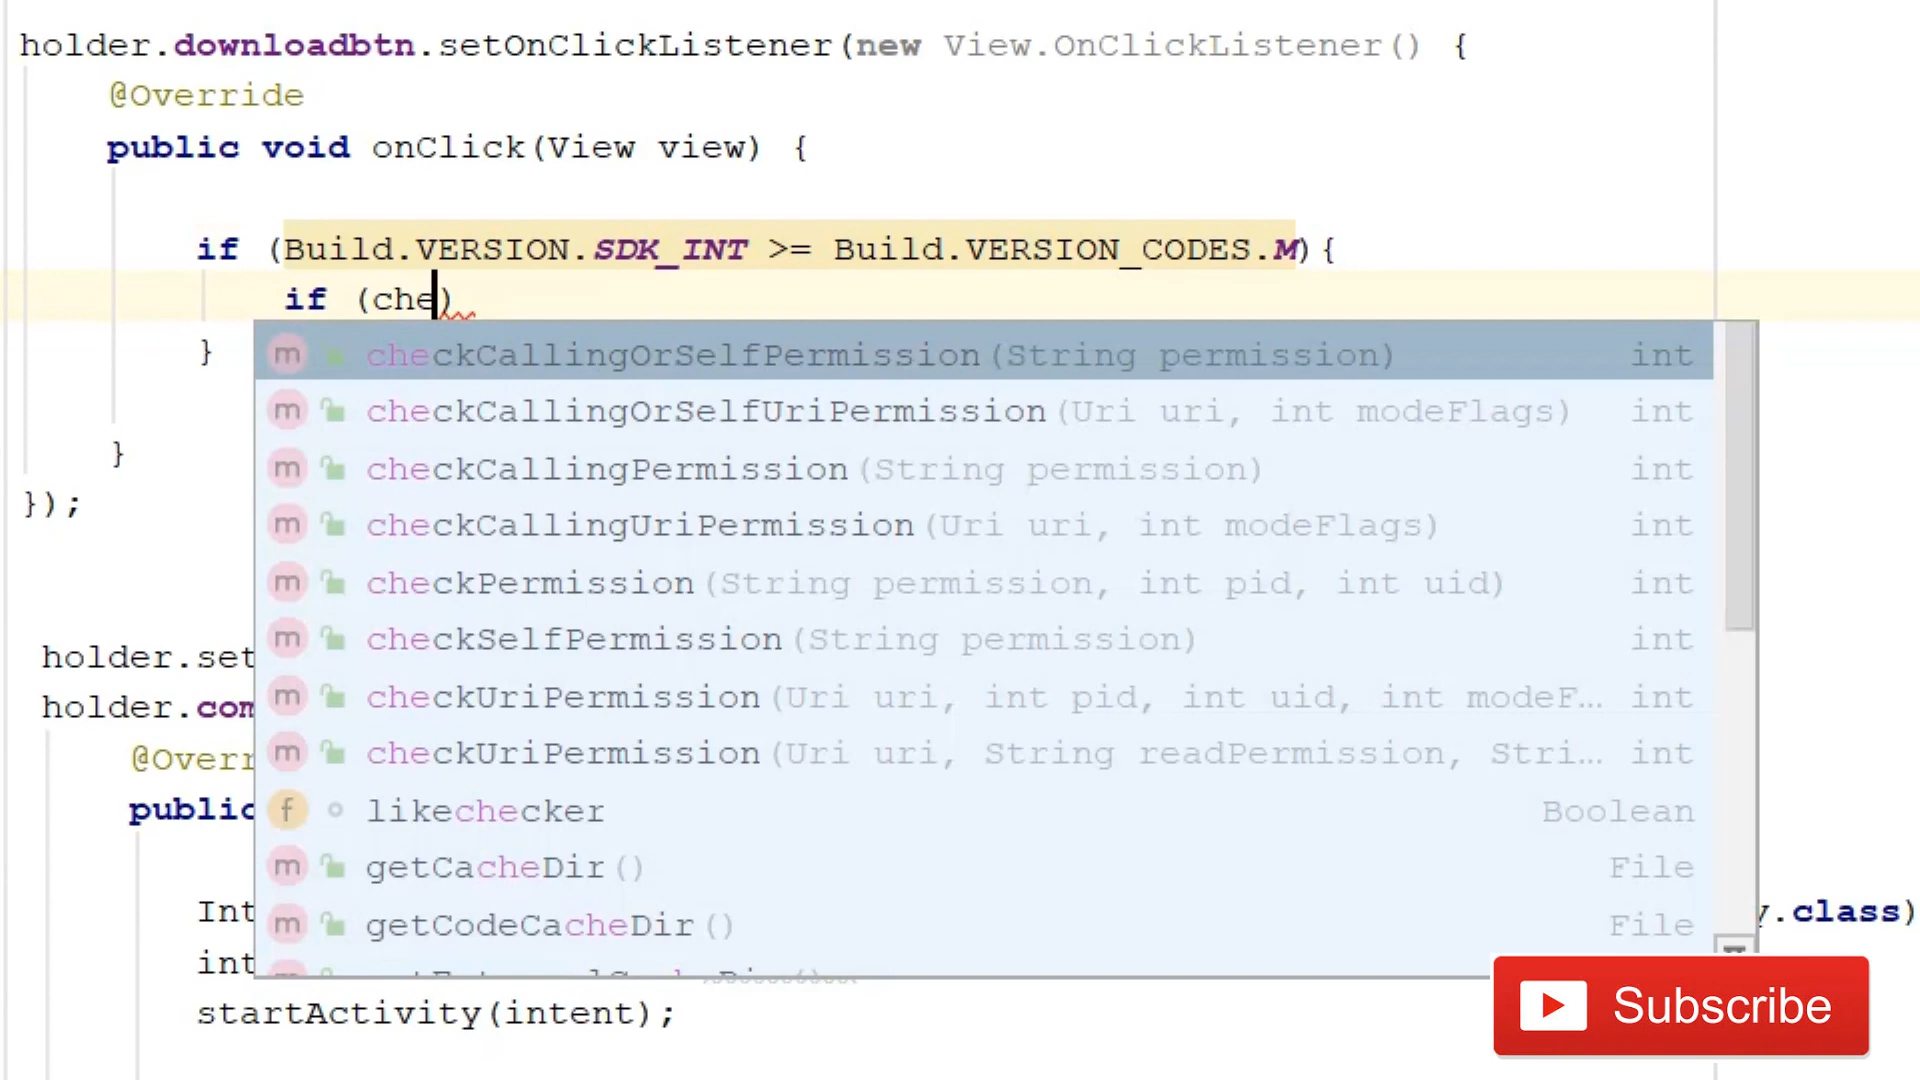 holder.downloadbtn.setOnClickListener(new View.OnClickListener() {
@Override
public void onClick(View view) {
if (Build.VERSION.SDK_INT >= Build.VERSION_CODES.M){
if (che)
}
m checkCallingOrSelfPermission(String permission) int
m checkCallingOrSelfUriPermission(Uri uri, int modeFlags) int
m checkCallingPermission(String permission) int
}
});
m checkCallingUriPermission(Uri uri, int modeFlags) int
m checkPermission(String permission, int pid, int uid) int
m checkSelfPermission(String permission) int
holder.set
m checkUriPermission(Uri uri, int pid, int uid, int modeF... int
holder.com
m checkUriPermission(Uri uri, String readPermission, Stri... int
@Overr
public
f likechecker Boolean
m getCacheDir() File
Int
y.class)
m getCodeCacheDir() File
int
startActivity(intent);
Subscribe